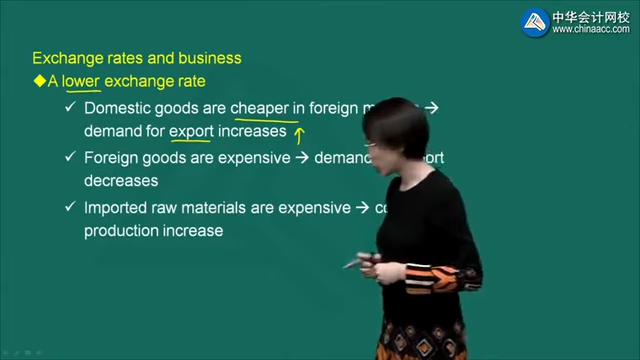 中华会计网校
www.chinaacc.com
Exchange rates and business
◆A lower exchange rate
✓ Domestic goods are cheaper in foreign →
demand for export increases ↑
✓ Foreign goods are expensive → demand
decreases
✓ Imported raw materials are expensive →
production increase